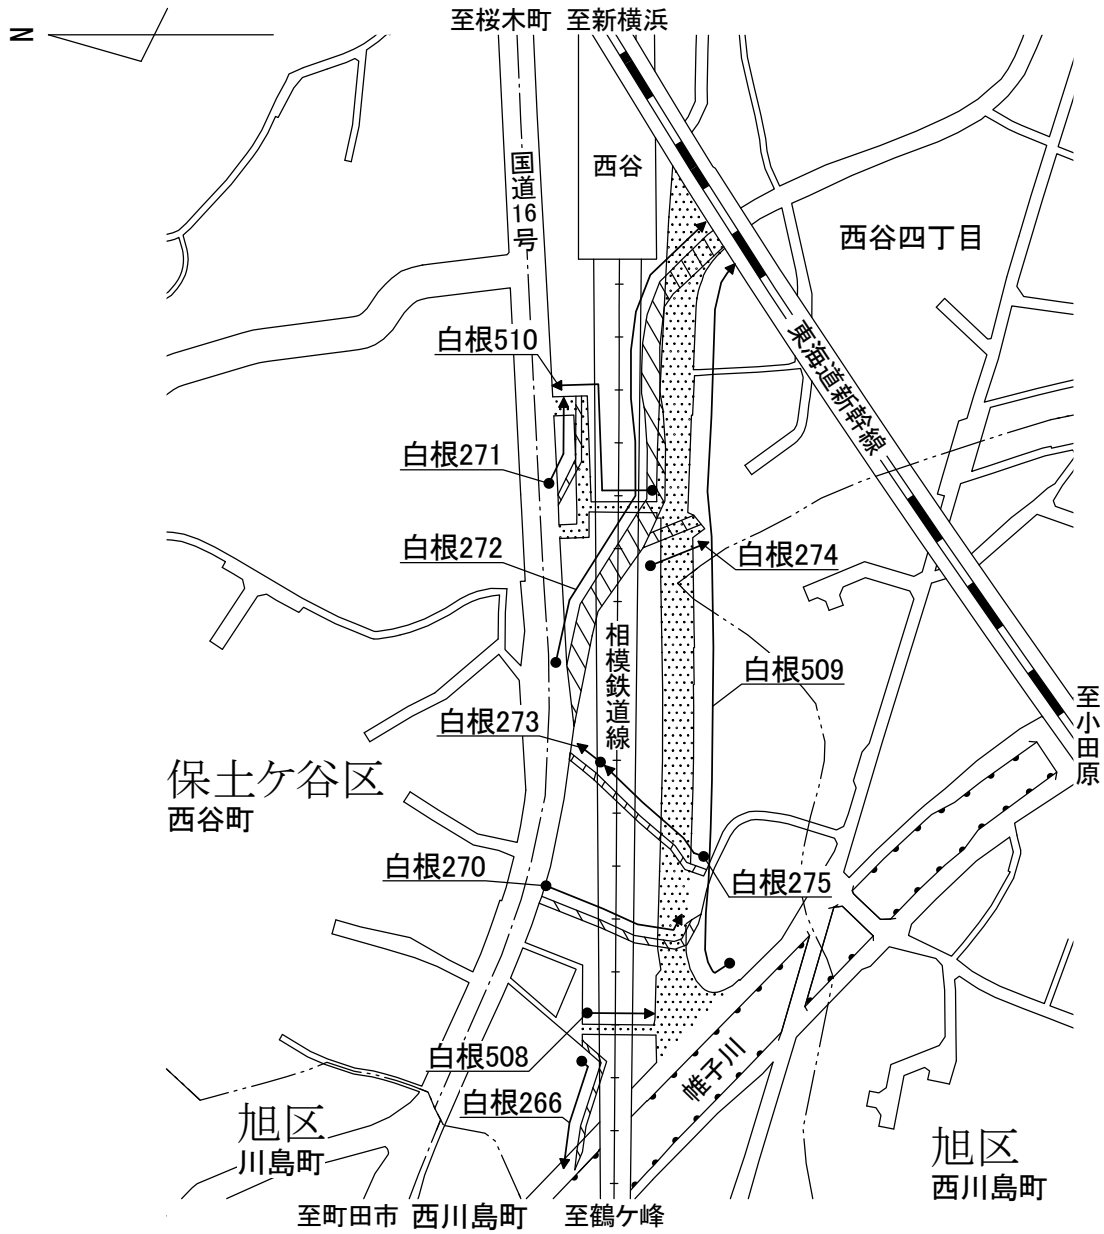 至桜木町 至新横浜
N
国道16号
西谷
西谷四丁目
白根510
東海道新幹線
白根271
白根272
白根274
相模鉄道線
白根509
白根273
至小田原
保土ケ谷区
西谷町
白根270
白根275
白根508
帷子川
白根266
旭区
川島町
旭区
西川島町
至町田市 西川島町 至鶴ケ峰